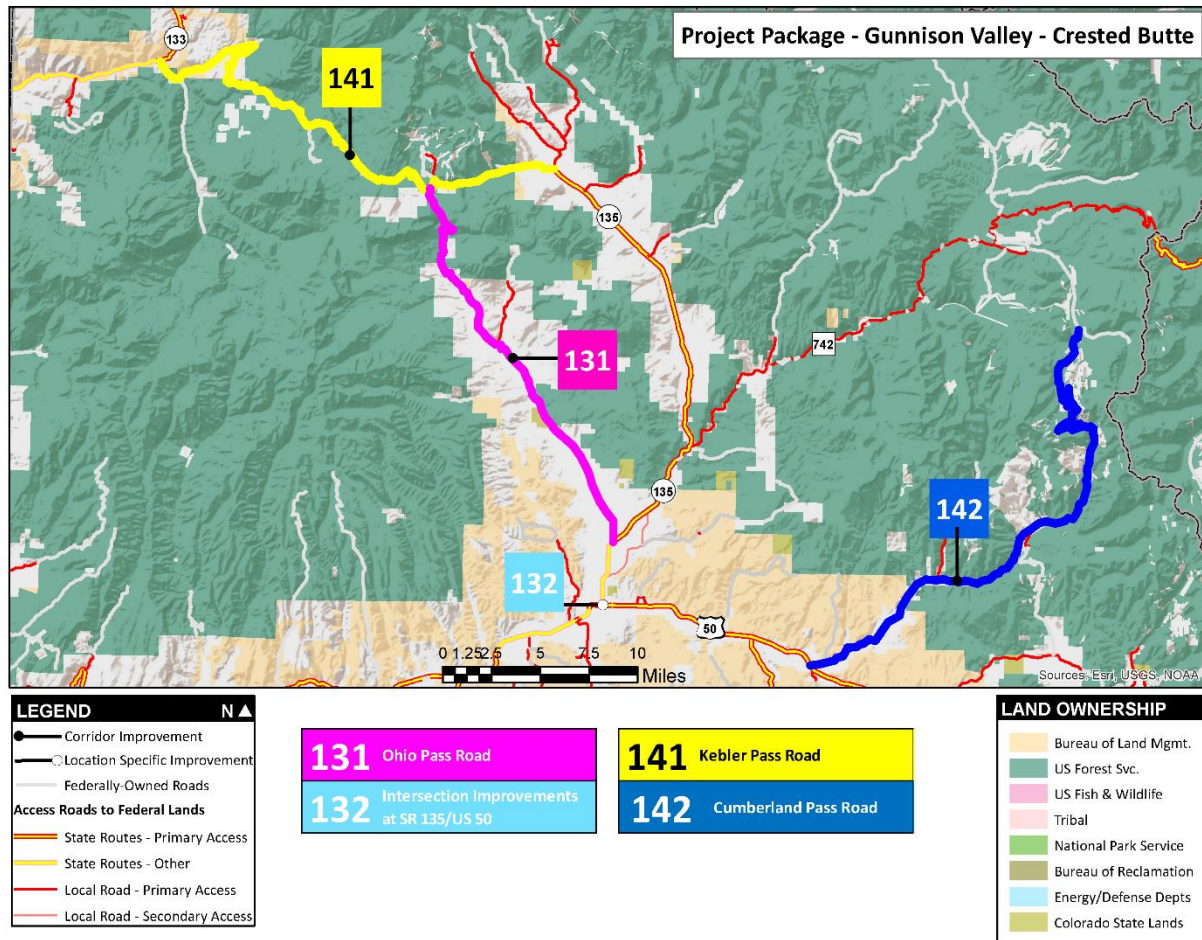 Project Package - Gunnison Valley - Crested Butte
133
141
135
742
131
135
142
132
50
0 1.25 2.5 5 7.5 10
Miles
Sources: Esri, USGS, NOAA
LEGEND N
Corridor Improvement
Location Specific Improvement
Federally-Owned Roads
Access Roads to Federal Lands
State Routes - Primary Access
State Routes - Other
Local Road - Primary Access
Local Road - Secondary Access
131 Ohio Pass Road
132 Intersection Improvements
at SR 135/US 50
141 Kebler Pass Road
142 Cumberland Pass Road
LAND OWNERSHIP
Bureau of Land Mgmt.
US Forest Svc.
US Fish & Wildlife
Tribal
National Park Service
Bureau of Reclamation
Energy/Defense Depts
Colorado State Lands